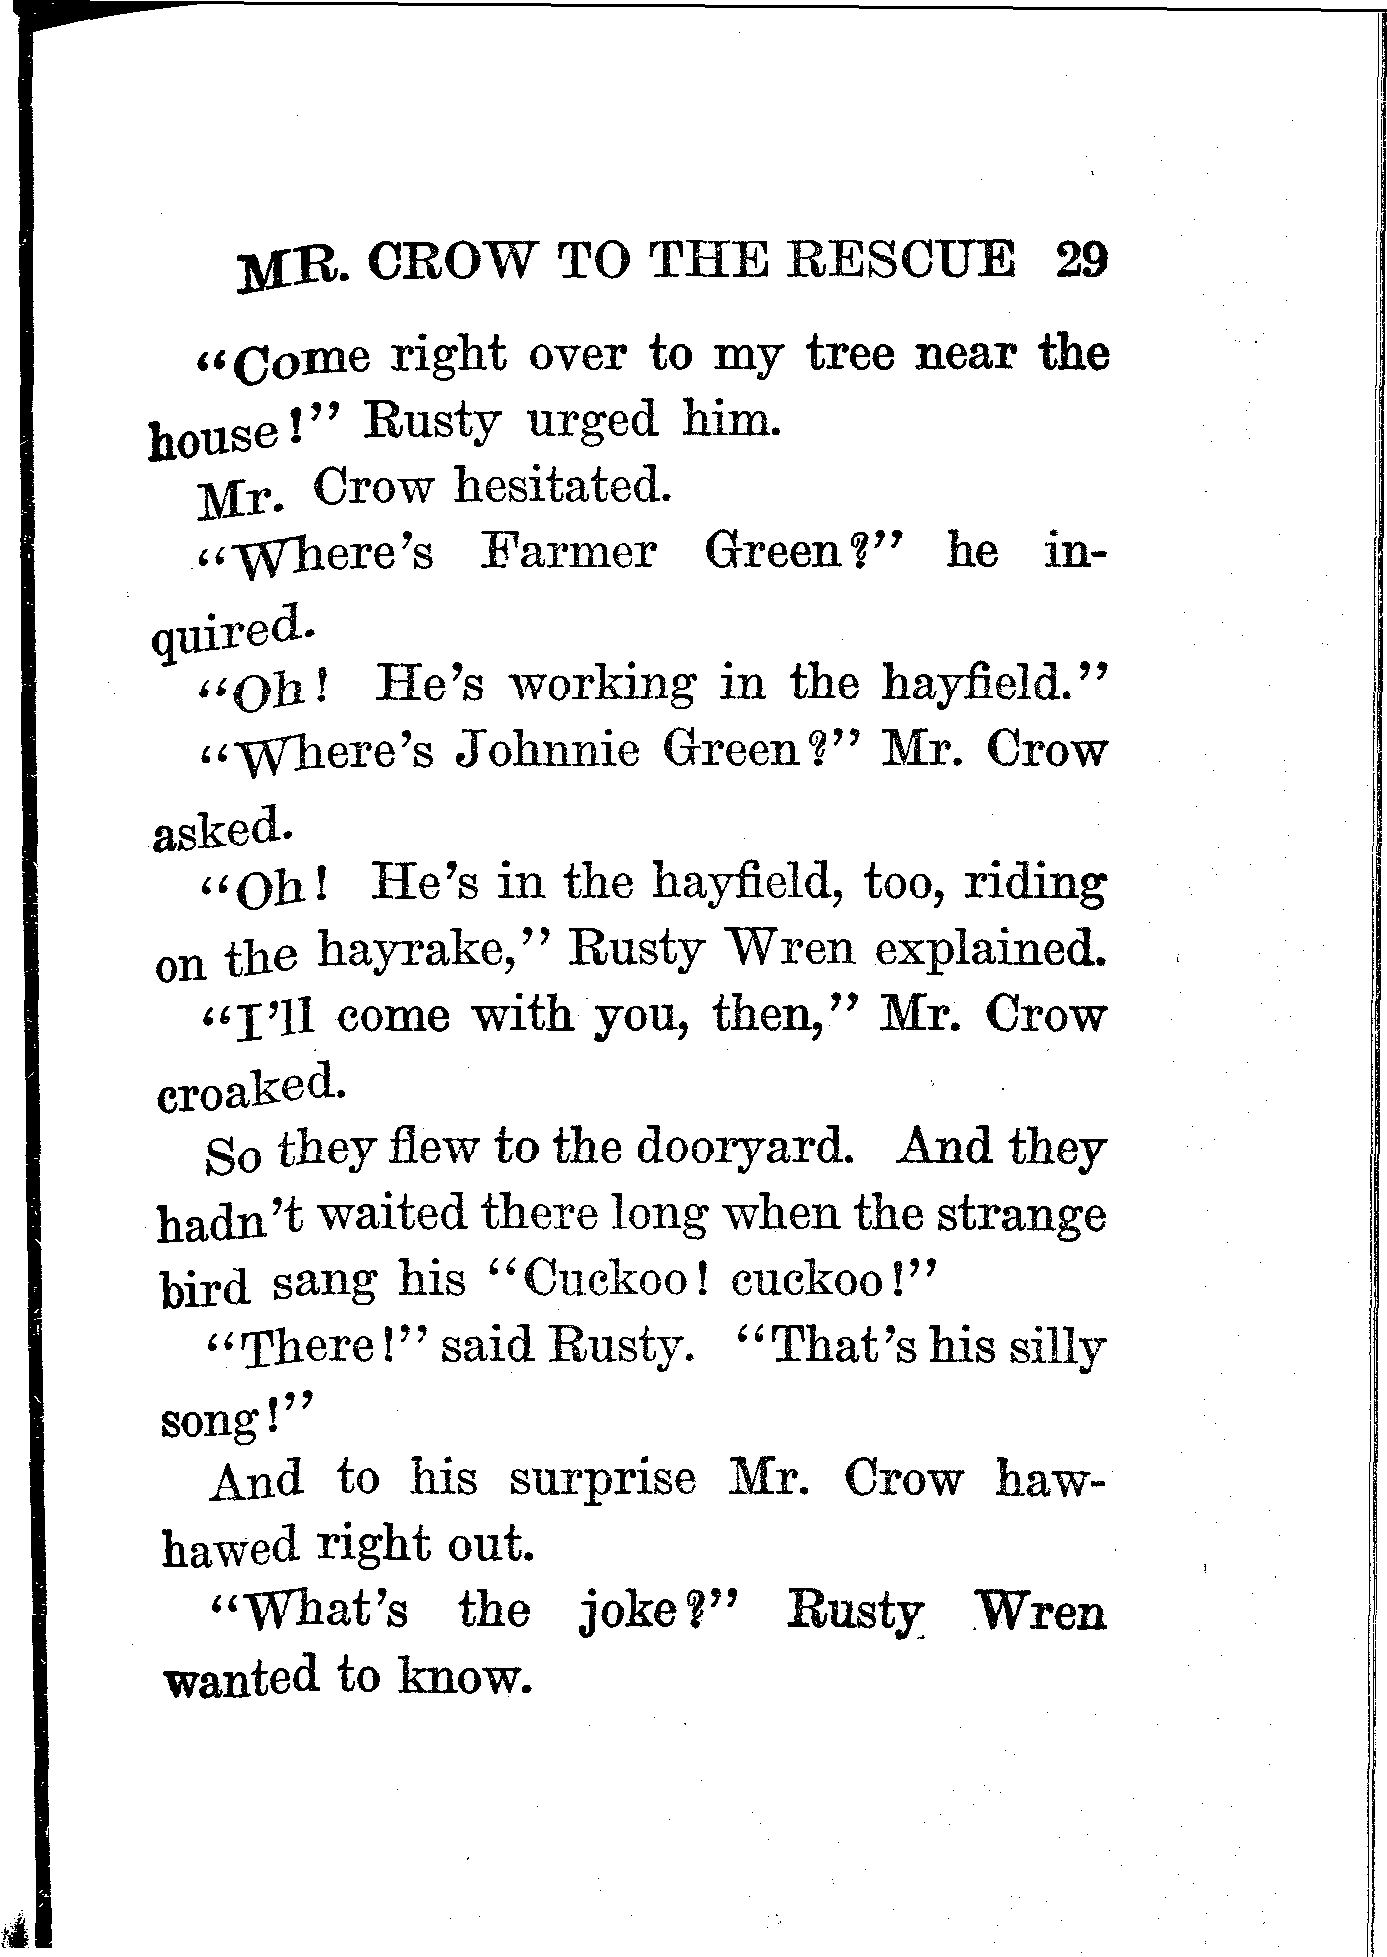 MR. CROW TO THE RESCUE 29
“Come right over to my tree near the
house!” Rusty urged him.
Mr. Crow hesitated.
“Where’s Farmer Green?” he in-
quired.
“Oh! He’s working in the hayfield.”
“Where’s Johnnie Green?” Mr. Crow
asked.
“Oh! He’s in the hayfield, too, riding
on the hayrake,” Rusty Wren explained.
“I’ll come with you, then,” Mr. Crow
croaked.
So they flew to the dooryard. And they
hadn’t waited there long when the strange
bird sang his “Cuckoo! cuckoo!”
“There!” said Rusty. “That’s his silly
song!”
And to his surprise Mr. Crow haw-
hawed right out.
“What’s the joke?” Rusty Wren
wanted to know.